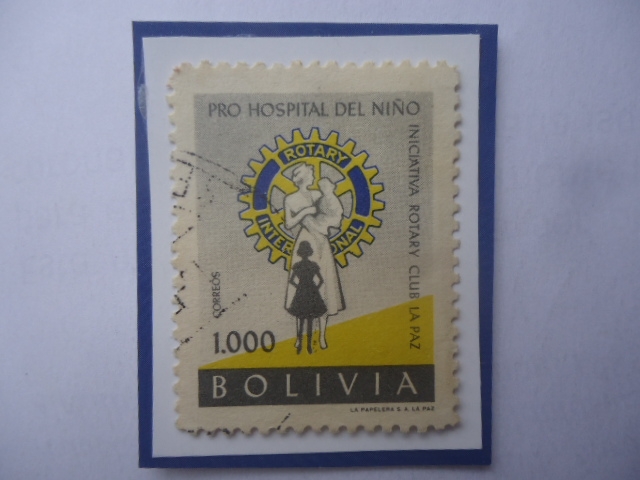 PRO HOSPITAL DEL NIÑO
INICIATIVA ROTARY CLUB LA PAZ
ROTARY
INTERNATIONAL
CORREOS
1.000
BOLIVIA
LA PAPELERA S. A. LA PAZ